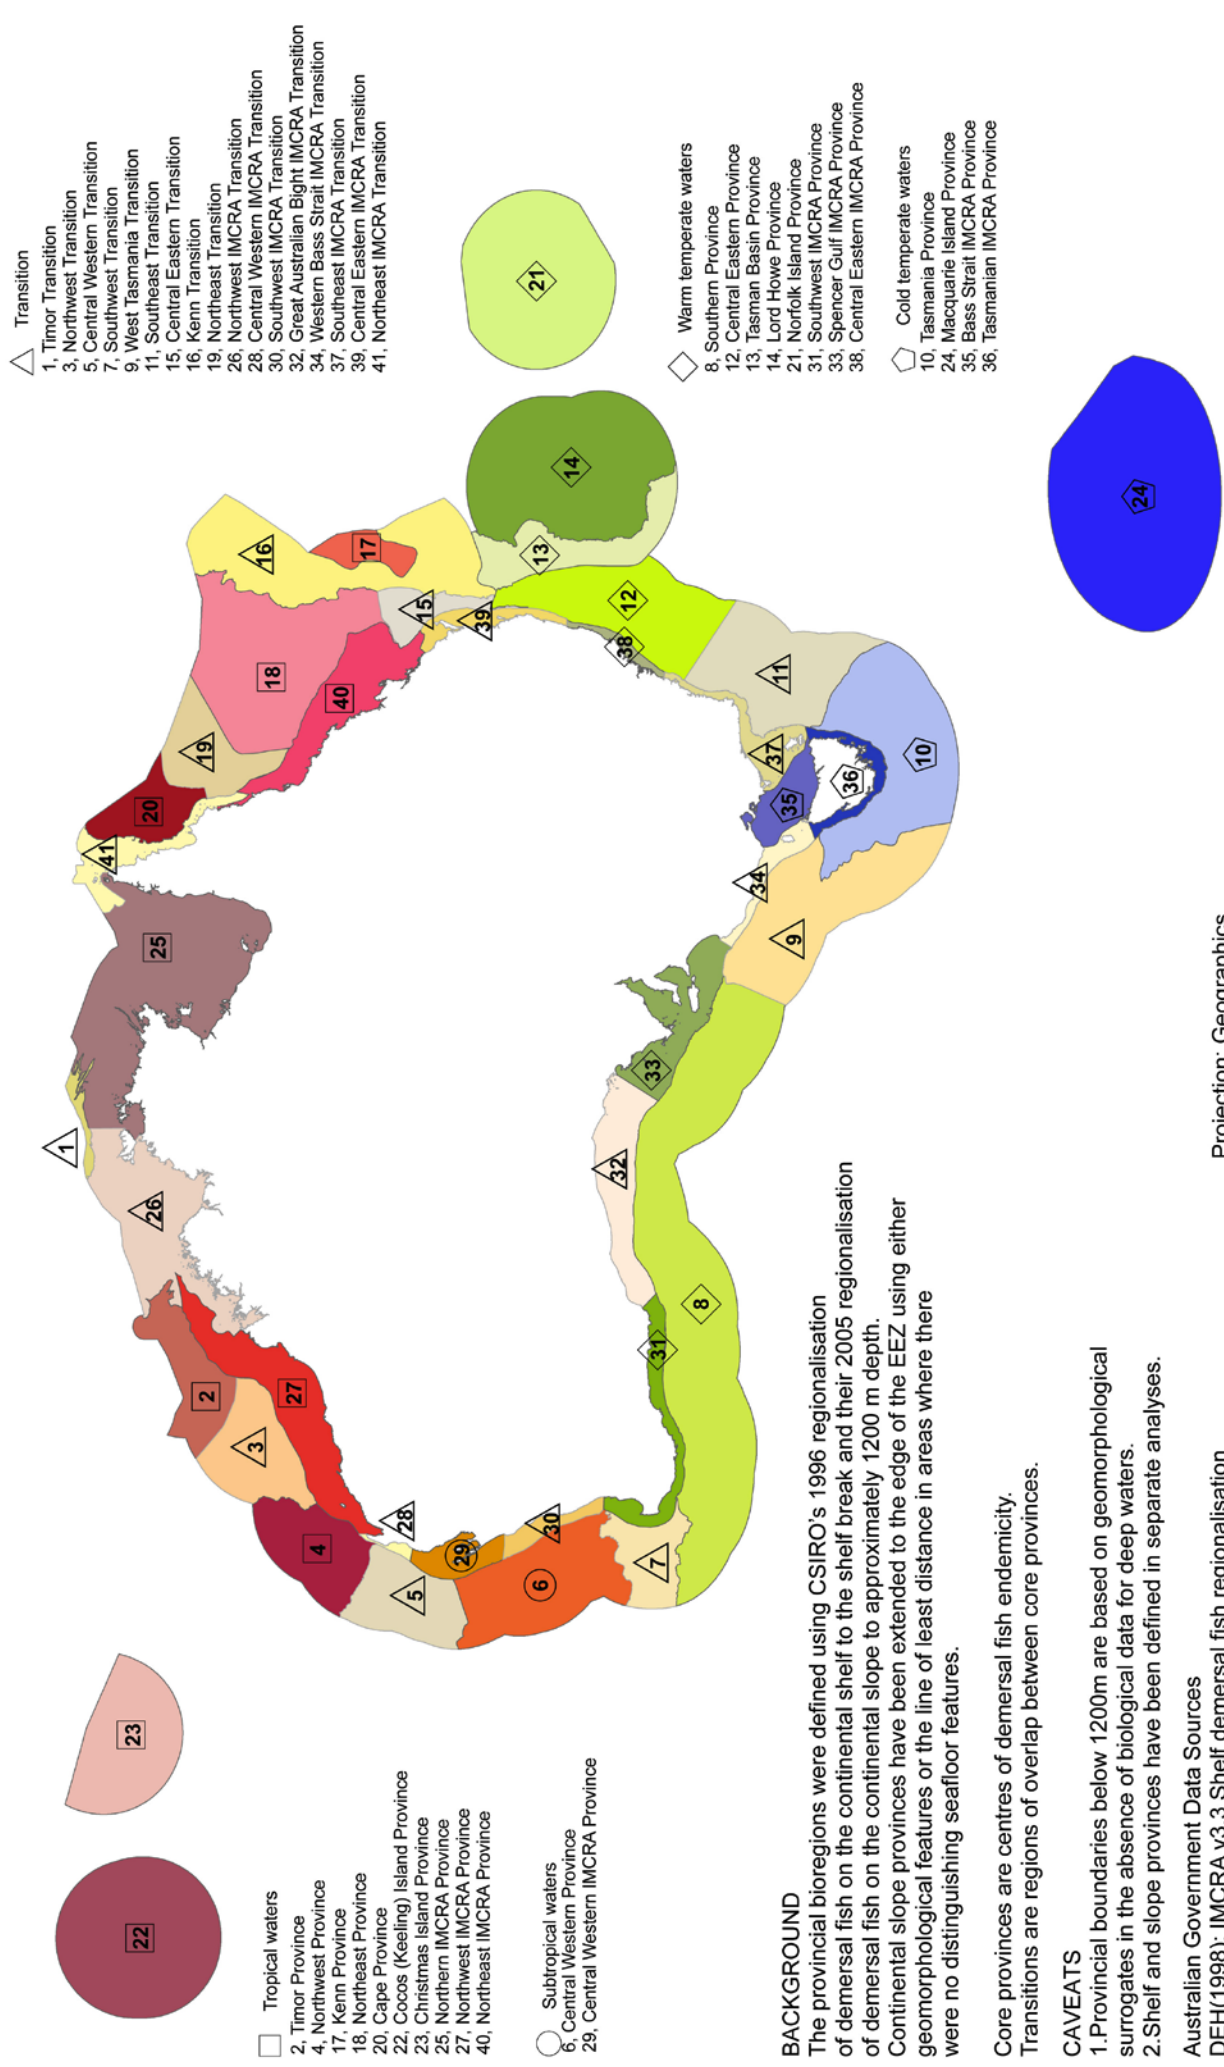 Transition
1, Timor Transition
3, Northwest Transition
5, Central Western Transition
7, Southwest Transition
9, West Tasmania Transition
11, Southeast Transition
15, Central Eastern Transition
16, Kenn Transition
19, Northeast Transition
26, Northwest IMCRA Transition
28, Central Western IMCRA Transition
30, Southwest IMCRA Transition
32, Great Australian Bight IMCRA Transition
34, Western Bass Strait IMCRA Transition
37, Southeast IMCRA Transition
39, Central Eastern IMCRA Transition
41, Northeast IMCRA Transition
Warm temperate waters
8, Southern Province
12, Central Eastern Province
13, Tasman Basin Province
14, Lord Howe Province
21, Norfolk Island Province
31, Southwest IMCRA Province
33, Spencer Gulf IMCRA Province
38, Central Eastern IMCRA Province
Cold temperate waters
10, Tasmania Province
24, Macquarie Island Province
35, Bass Strait IMCRA Province
36, Tasmanian IMCRA Province
22
23
1
41
20
25
19
16
26
2
18
17
3
27
40
15
4
39
13
14
21
28
5
29
6
30
38
12
7
31
32
33
34
37
11
8
9
35
36
10
24
Tropical waters
2, Timor Province
4, Northwest Province
17, Kenn Province
18, Northeast Province
20, Cape Province
22, Cocos (Keeling) Island Province
23, Christmas Island Province
25, Northern IMCRA Province
27, Northwest IMCRA Province
40, Northeast IMCRA Province
Subtropical waters
6, Central Western Province
29, Central Western IMCRA Province
BACKGROUND
The provincial bioregions were defined using CSIRO's 1996 regionalisation
of demersal fish on the continental shelf to the shelf break and their 2005 regionalisation
of demersal fish on the continental slope to approximately 1200 m depth.
Continental slope provinces have been extended to the edge of the EEZ using either
geomorphological features or the line of least distance in areas where there
were no distinguishing seafloor features.
Core provinces are centres of demersal fish endemicity.
Transitions are regions of overlap between core provinces.
CAVEATS
1.Provincial boundaries below 1200m are based on geomorphological
surrogates in the absence of biological data for deep waters.
2.Shelf and slope provinces have been defined in separate analyses.
Australian Government Data Sources
DEH(1998): IMCRA v3.3 Shelf demersal fish regionalisation
Projection: Geographics